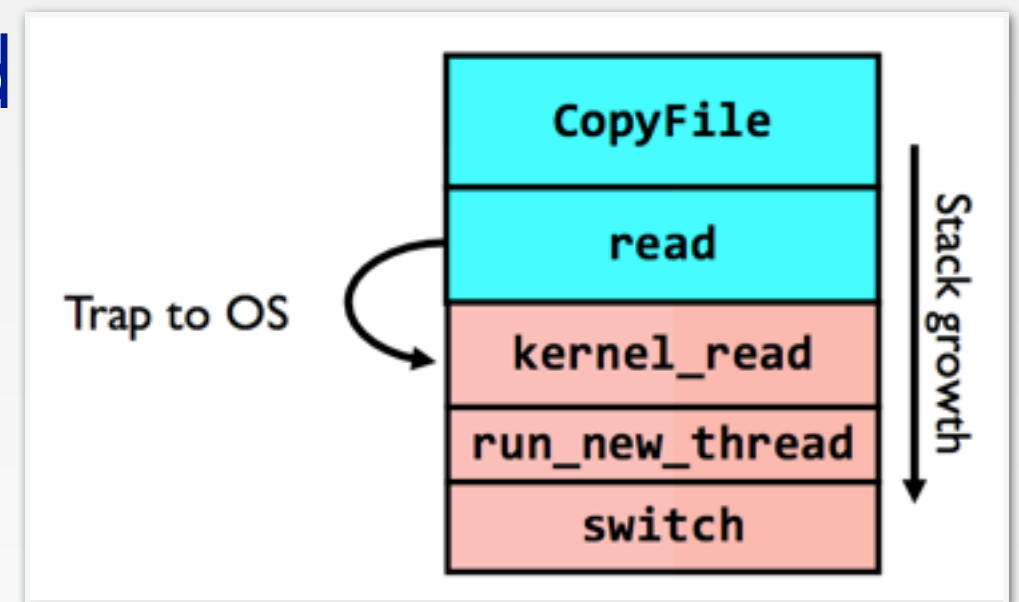 d
CopyFile
read
Trap to OS
kernel_read
run_new_thread
switch
Stack growth